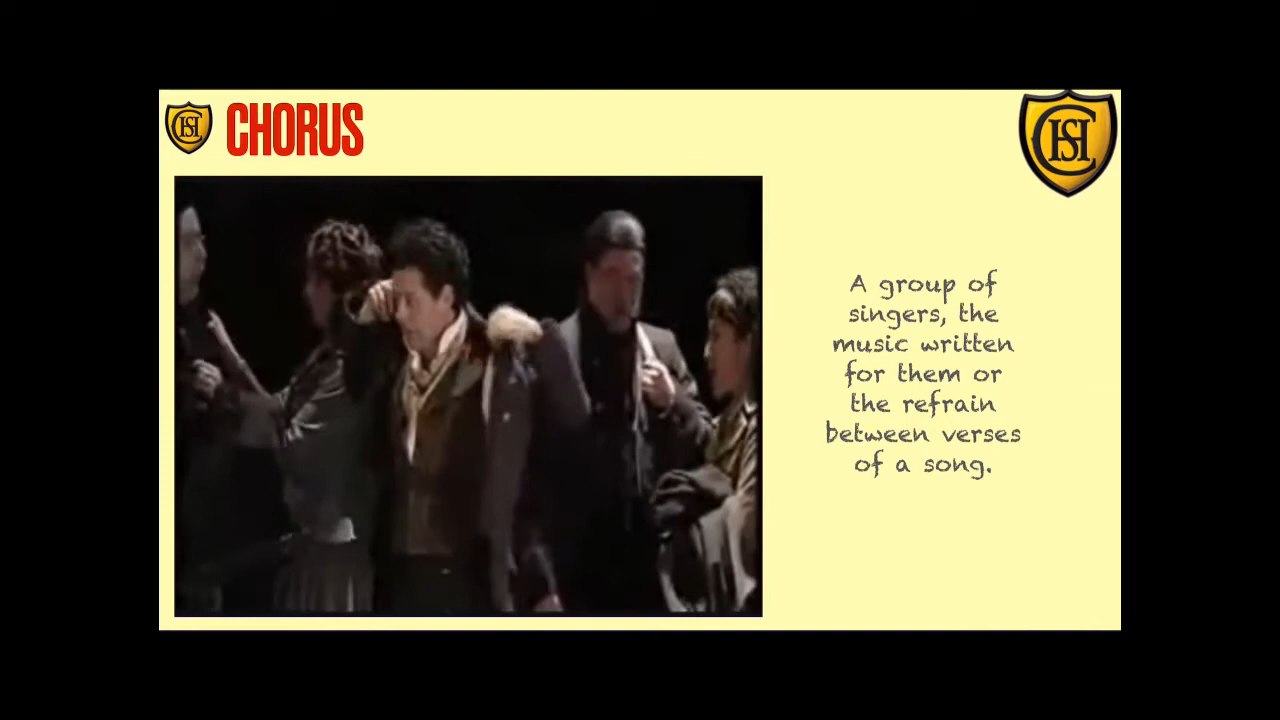 CHORUS
A group of
singers, the
music written
for them or
the refrain
between verses
of a song.